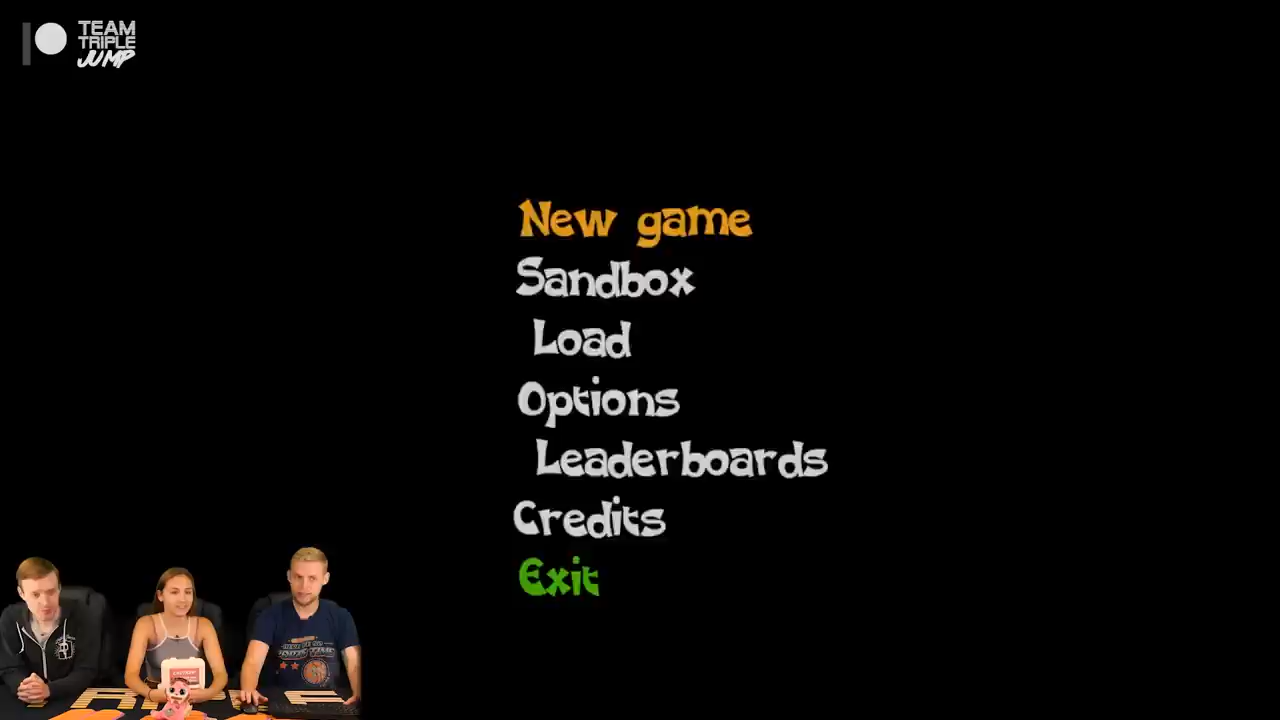 TEAM
TRIPLE
JUMP
New game
Sandbox
Load
Options
Leaderboards
Credits
Exit